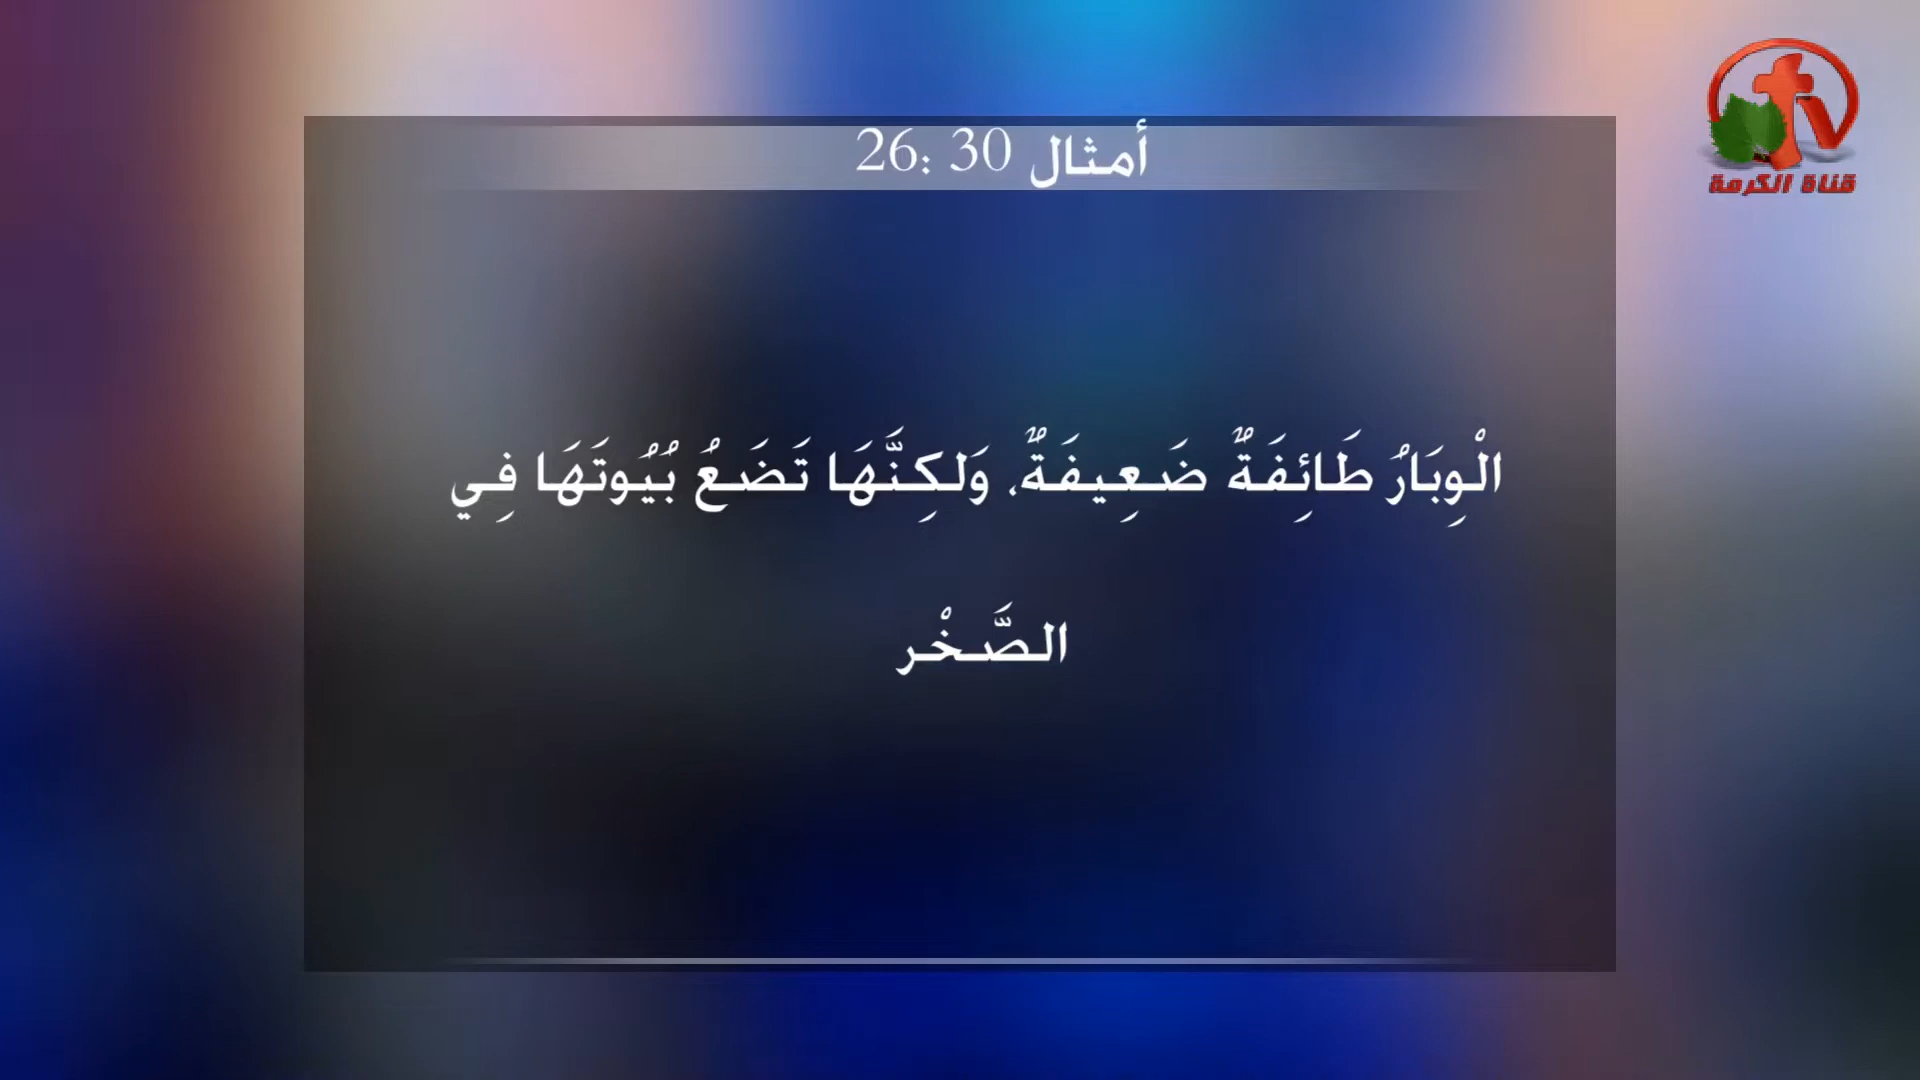 أمثال 30 :26
الْوِبَارُ طَائِفَةٌ ضَعِيفَةٌ، وَلكِنَّهَا تَضَعُ بُيُوتَهَا فِي
الصَّخْر
tv
قناة الكرمة